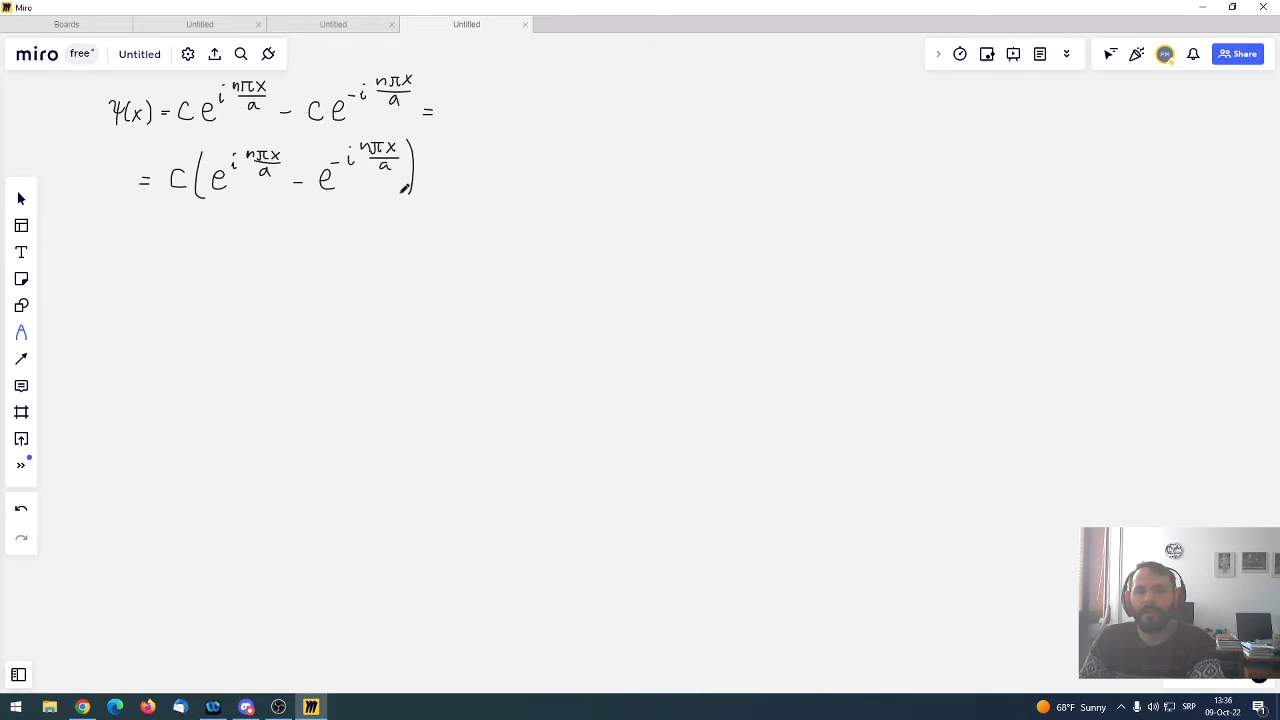 Miro
Boards Untitled Untitled Untitled
miro free Untitled Share
ψ(x) = C e^{i nπx/a} - C e^{-i nπx/a} =
= C(e^{i nπx/a} - e^{-i nπx/a})
PM
68°F Sunny SRP 13:36
09-Oct-22